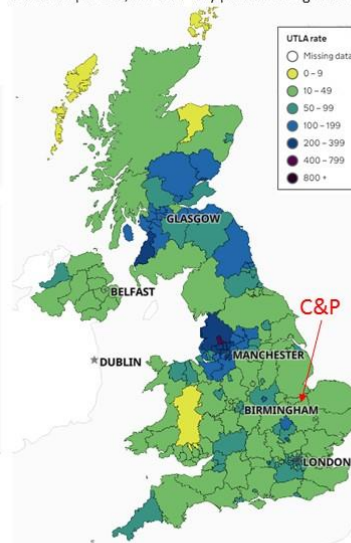 UTLA rate
Missing data
0 – 9
10 – 49
50 – 99
100 – 199
200 – 399
400 – 799
800 +
GLASGOW
BELFAST
C&P
DUBLIN
MANCHESTER
BIRMINGHAM
LONDON